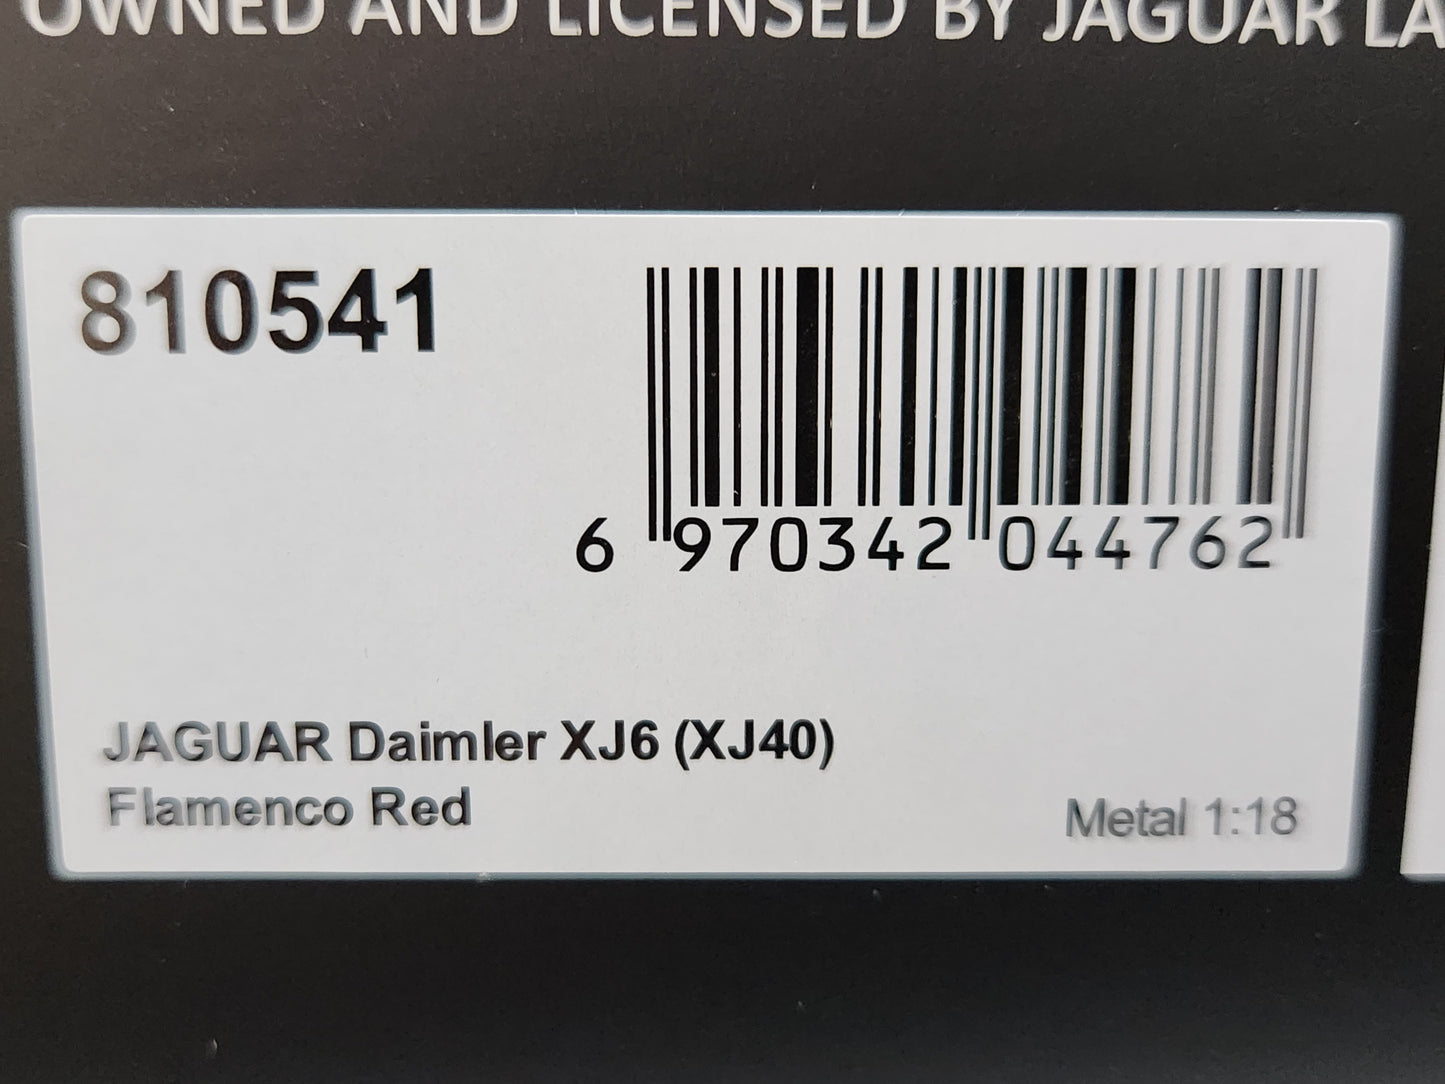 OWNED AND LICENSED BY JAGUAR LA
810541
6 970342 044762
JAGUAR Daimler XJ6 (XJ40)
Flamenco Red
Metal 1:18